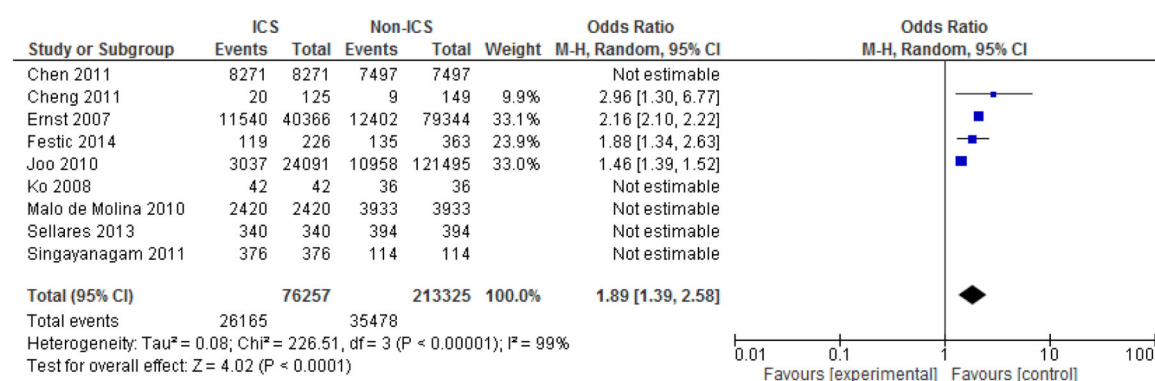 ICS Non-ICS Odds Ratio Odds Ratio
Study or Subgroup Events Total Events Total Weight M-H, Random, 95% CI M-H, Random, 95% CI
Chen 2011 8271 8271 7497 7497 Not estimable
Cheng 2011 20 125 9 149 9.9% 2.96 [1.30, 6.77]
Ernst 2007 11540 40366 12402 79344 33.1% 2.16 [2.10, 2.22]
Festic 2014 119 226 135 363 23.9% 1.88 [1.34, 2.63]
Joo 2010 3037 24091 10958 121495 33.0% 1.46 [1.39, 1.52]
Ko 2008 42 42 36 36 Not estimable
Malo de Molina 2010 2420 2420 3933 3933 Not estimable
Sellares 2013 340 340 394 394 Not estimable
Singayanagam 2011 376 376 114 114 Not estimable
Total (95% CI) 76257 213325 100.0% 1.89 [1.39, 2.58]
Total events 26165 35478
Heterogeneity: Tau² = 0.08; Chi² = 226.51, df = 3 (P < 0.00001); I² = 99%
Test for overall effect: Z = 4.02 (P < 0.0001)
0.01 0.1 1 10 100
Favours [experimental] Favours [control]